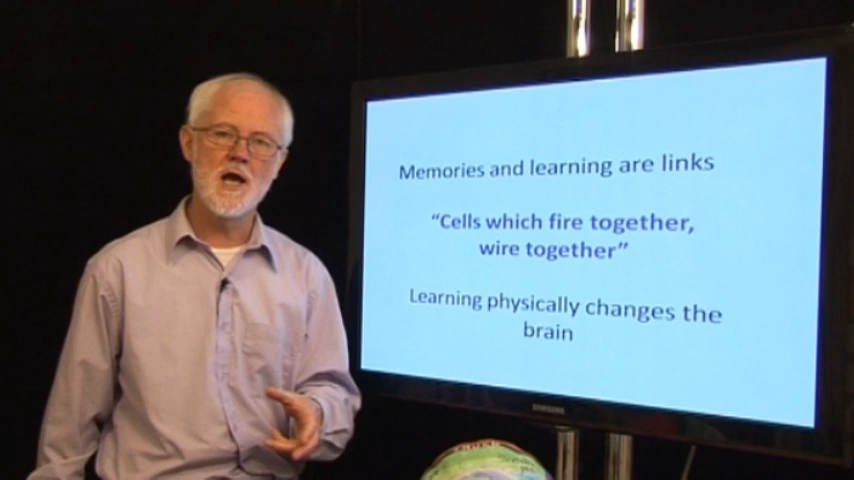 Memories and learning are links
“Cells which fire together,
wire together”
Learning physically changes the
brain
SAMSUNG